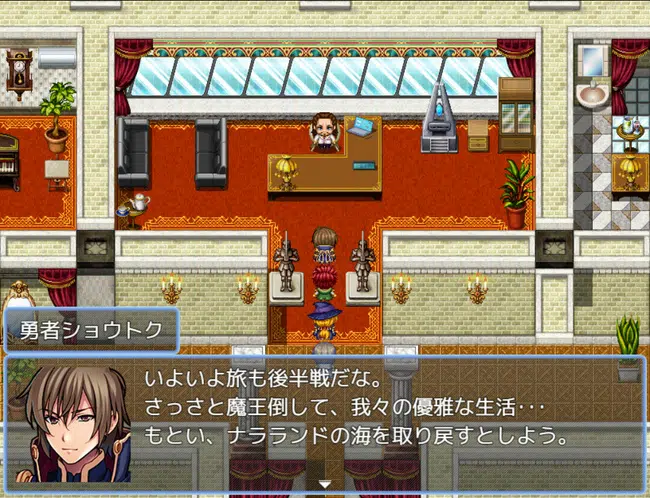 勇者ショウトク
いよいよ旅も後半戦だな。
さっさと魔王倒して、我々の優雅な生活･･･
もとい、ナララランドの海を取り戻すとしよう。